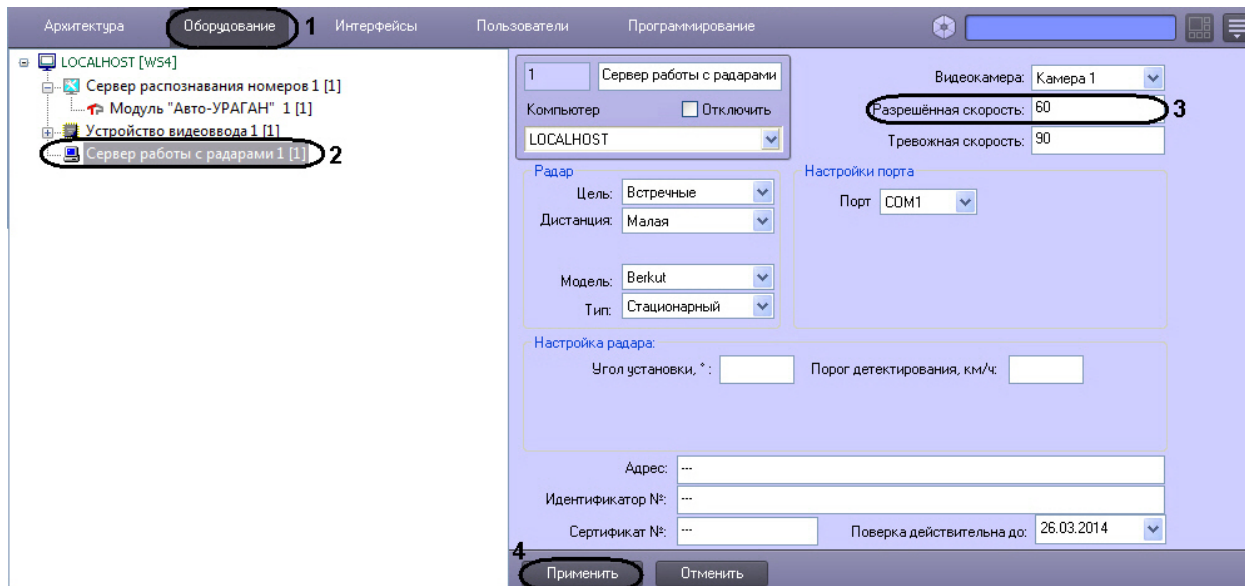 Архитектура Оборудование 1 Интерфейсы Пользователи Программирование
LOCALHOST [WS4]
Сервер распознавания номеров 1 [1]
Модуль "Авто-УРАГАН" 1 [1]
Устройство видеоввода 1 [1]
Сервер работы с радарами 1 [1] 2
1 Сервер работы с радарами
Компьютер Отключить
LOCALHOST
Видеокамера: Камера 1
Разрешённая скорость: 60 3
Тревожная скорость: 90
Радар
Цель: Встречные
Дистанция: Малая
Модель: Berkut
Тип: Стационарный
Настройки порта
Порт COM1
Настройка радара:
Угол установки, ° : Порог детектирования, км/ч:
Адрес: ---
Идентификатор №: ---
Сертификат №: --- Поверка действительна до: 26.03.2014
4
Применить Отменить